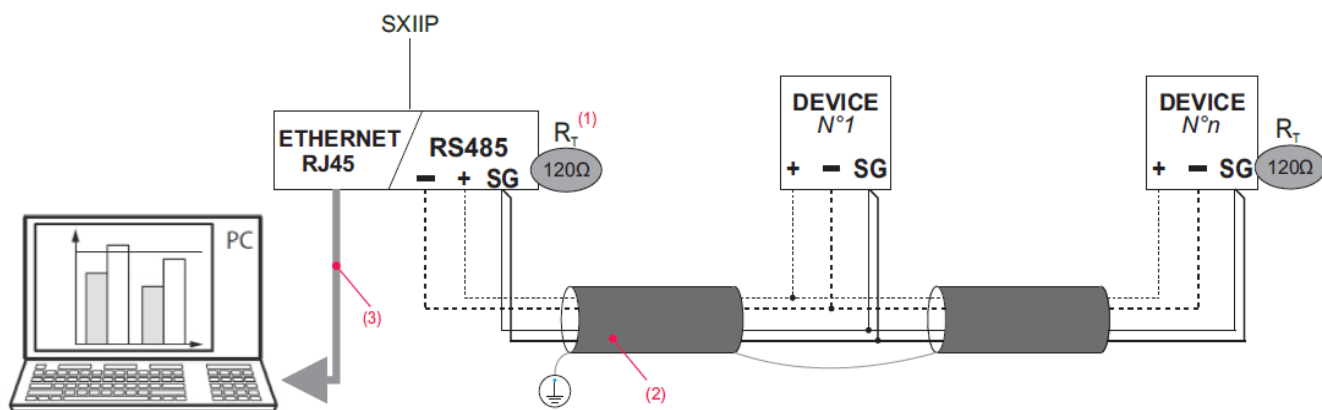 SXIIP
ETHERNET
RJ45
RS485
− + SG
R_T (1)
120Ω
DEVICE
N°1
+ − SG
DEVICE
N°n
+ − SG
R_T
120Ω
PC
(3)
(2)